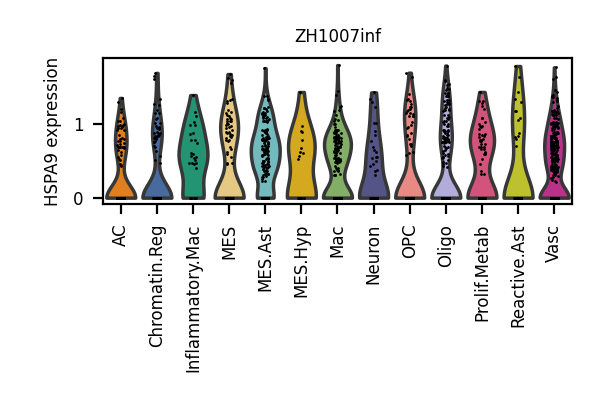 ZH1007inf
HSPA9 expression
1
0
AC
Chromatin.Reg
Inflammatory.Mac
MES
MES.Ast
MES.Hyp
Mac
Neuron
OPC
Oligo
Prolif.Metab
Reactive.Ast
Vasc